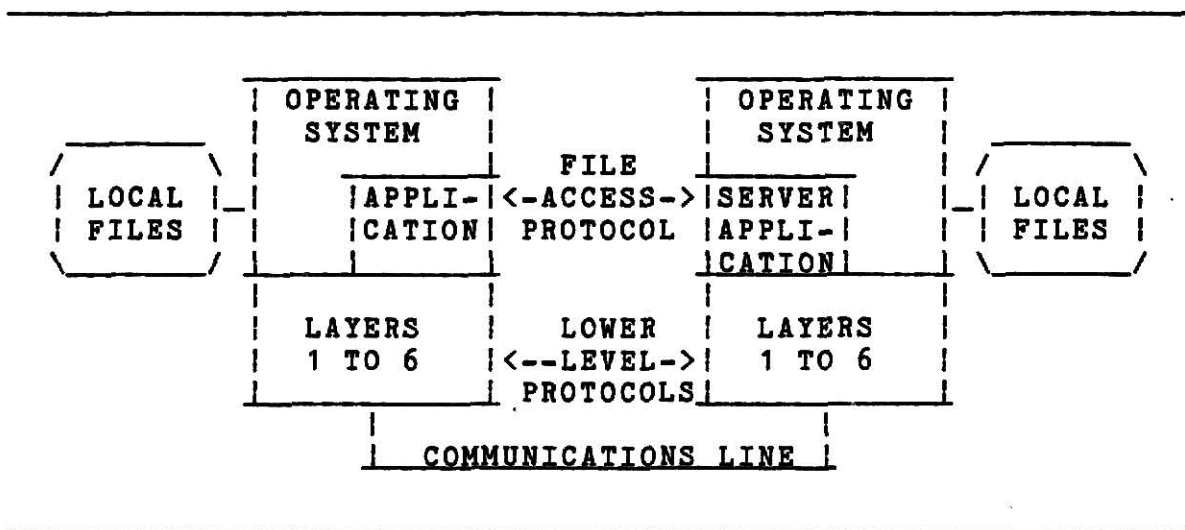 OPERATING SYSTEM
OPERATING SYSTEM
LOCAL FILES
APPLI-
CATION
FILE
<-ACCESS->
PROTOCOL
SERVER
APPLI-
CATION
LOCAL FILES
LAYERS
1 TO 6
LOWER
<--LEVEL->
PROTOCOLS
LAYERS
1 TO 6
COMMUNICATIONS LINE